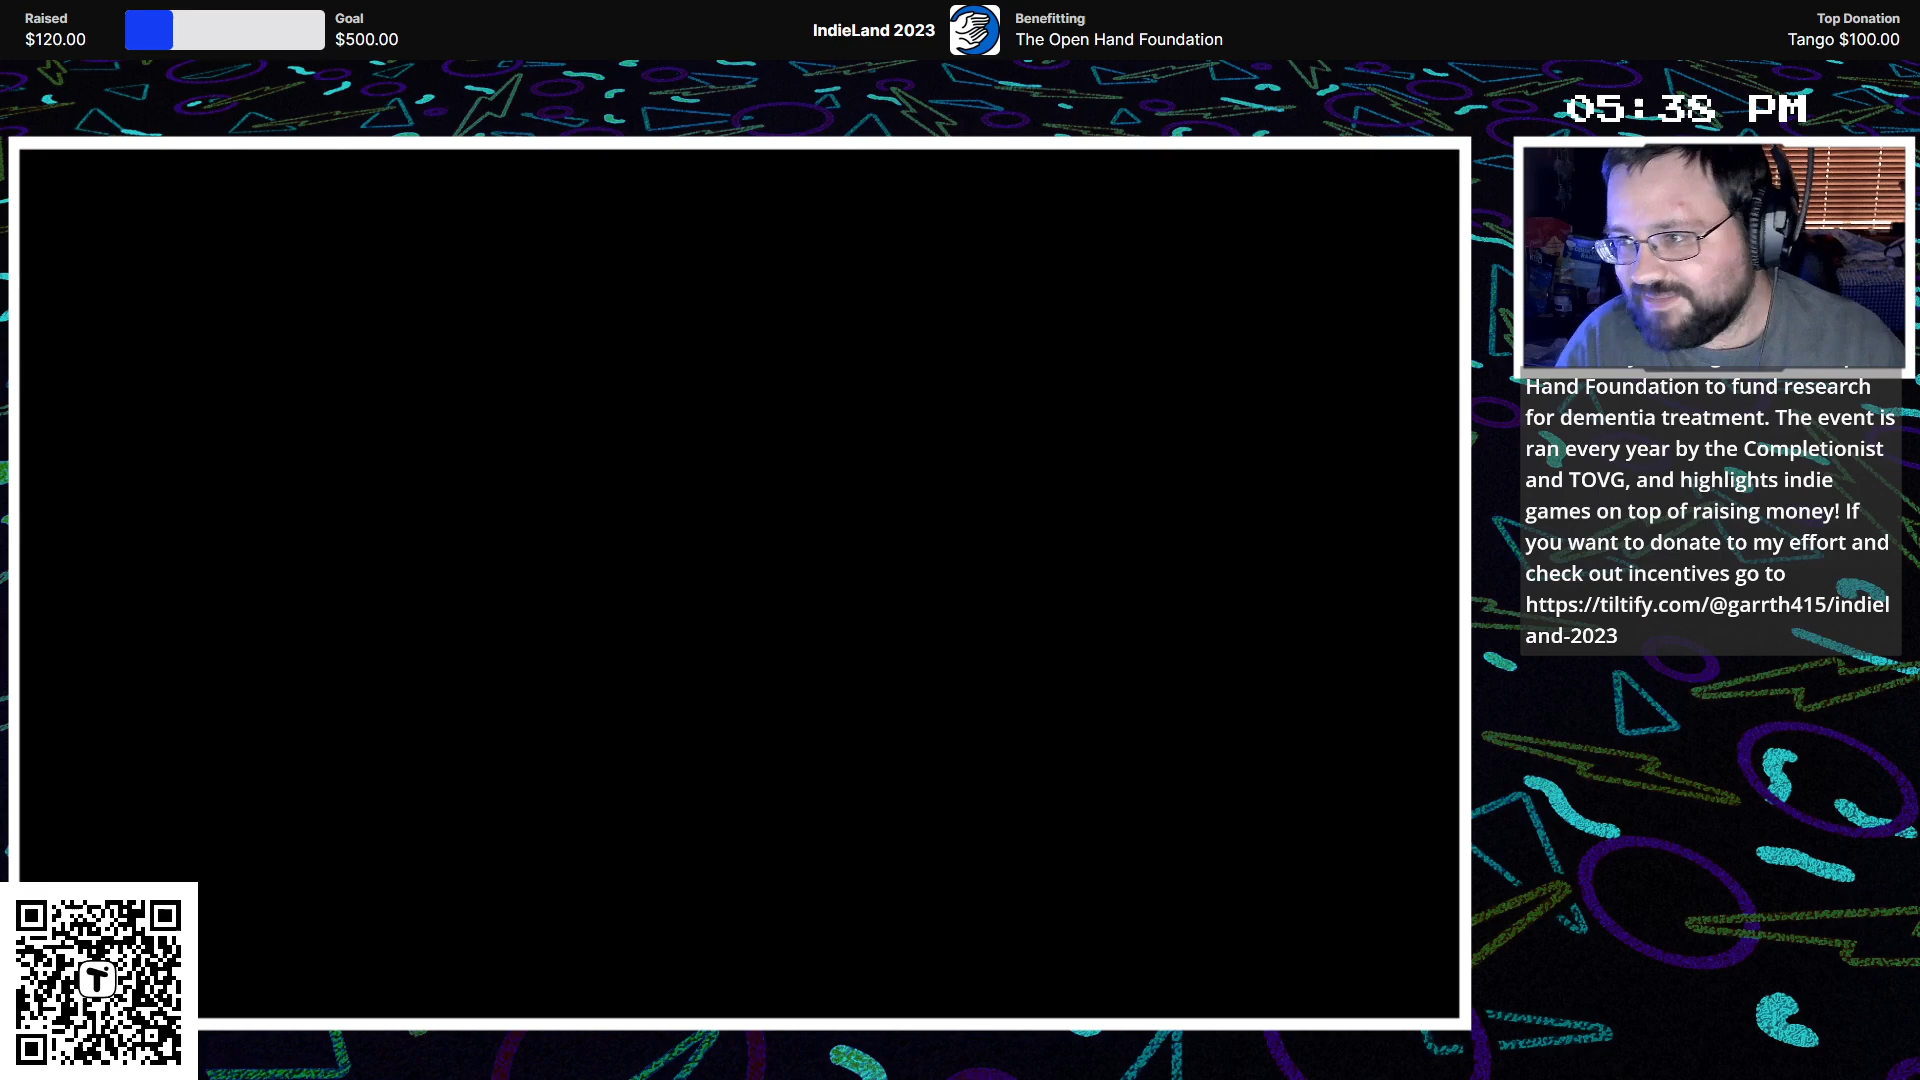 Raised
$120.00
Goal
$500.00
IndieLand 2023
Benefitting
The Open Hand Foundation
Top Donation
Tango $100.00
05:38 PM
Hand Foundation to fund research
for dementia treatment. The event is
ran every year by the Completionist
and TOVG, and highlights indie
games on top of raising money! If
you want to donate to my effort and
check out incentives go to
https://tiltify.com/@garrth415/indiel
and-2023